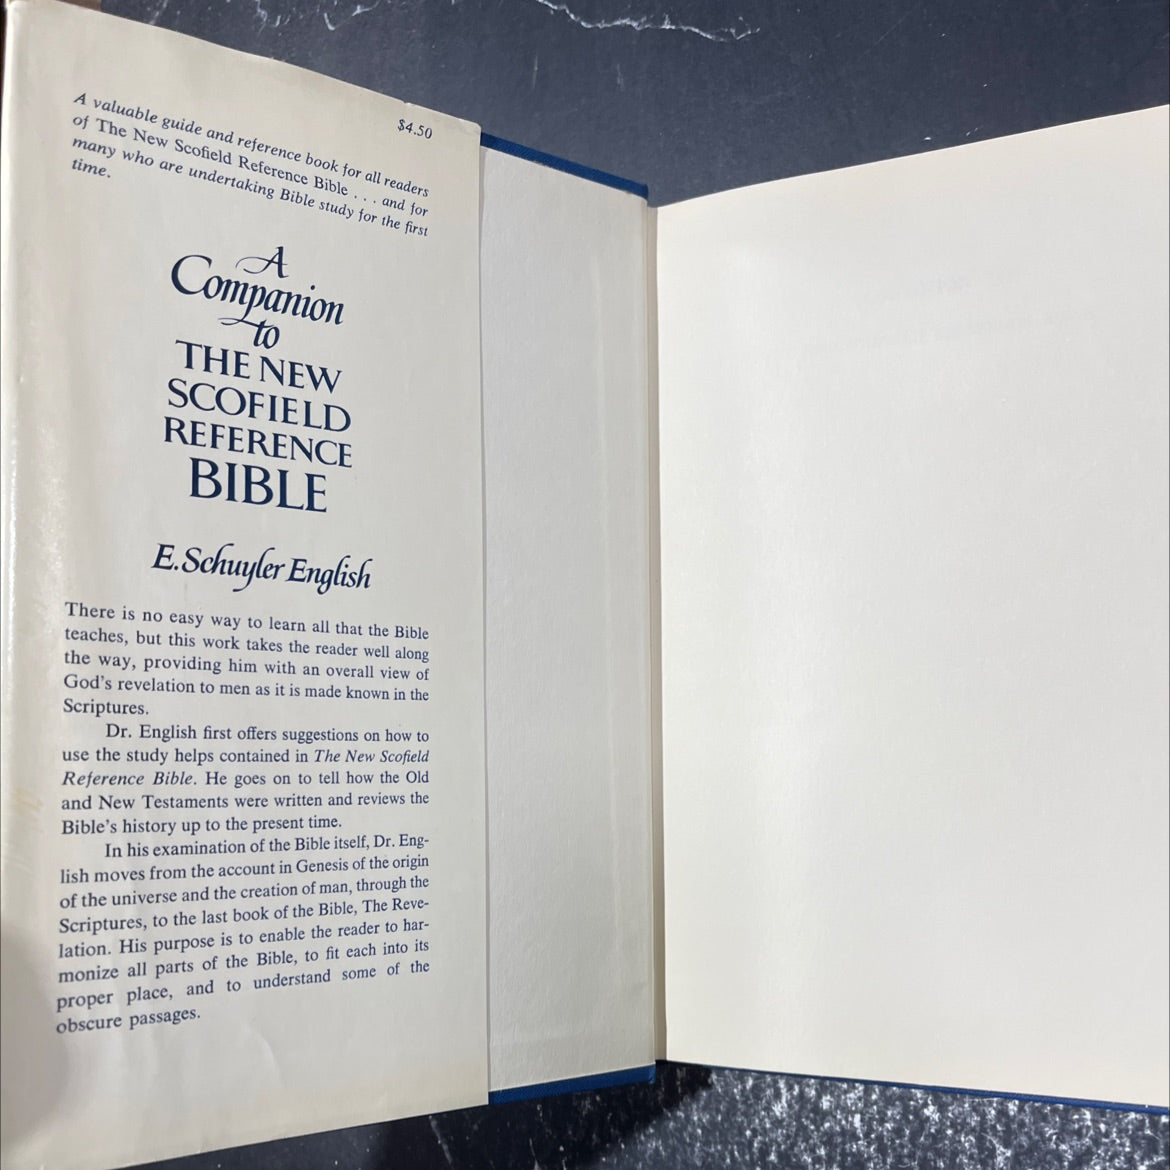 $4.50
A valuable guide and reference book for all readers
of The New Scofield Reference Bible . . . and for
many who are undertaking Bible study for the first
time.
A
Companion
to
THE NEW
SCOFIELD
REFERENCE
BIBLE
E. Schuyler English
There is no easy way to learn all that the Bible
teaches, but this work takes the reader well along
the way, providing him with an overall view of
God's revelation to men as it is made known in the
Scriptures.
Dr. English first offers suggestions on how to
use the study helps contained in The New Scofield
Reference Bible. He goes on to tell how the Old
and New Testaments were written and reviews the
Bible's history up to the present time.
In his examination of the Bible itself, Dr. Eng-
lish moves from the account in Genesis of the origin
of the universe and the creation of man, through the
Scriptures, to the last book of the Bible, The Reve-
lation. His purpose is to enable the reader to har-
monize all parts of the Bible, to fit each into its
proper place, and to understand some of the
obscure passages.